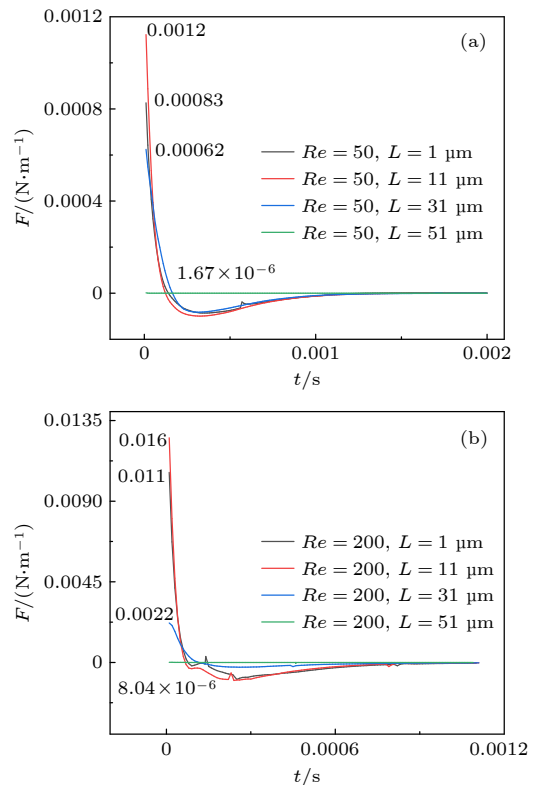 (a)
0.0012
0.0012
0.00083
0.0008
0.00062
F/(N·m⁻¹)
Re = 50, L = 1 µm
Re = 50, L = 11 µm
Re = 50, L = 31 µm
Re = 50, L = 51 µm
0.0004
1.67×10⁻⁶
0
0
0.001
0.002
t/s
(b)
0.0135
0.016
0.011
0.0090
F/(N·m⁻¹)
Re = 200, L = 1 µm
Re = 200, L = 11 µm
Re = 200, L = 31 µm
Re = 200, L = 51 µm
0.0045
0.0022
0
8.04×10⁻⁶
0
0.0006
0.0012
t/s